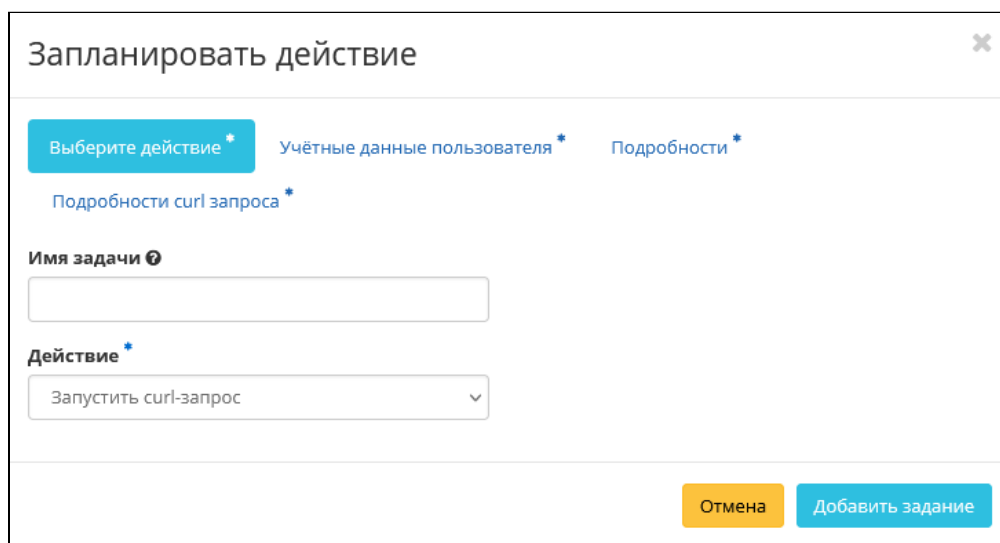 Запланировать действие
Выберите действие * Учётные данные пользователя * Подробности *
Подробности curl запроса *
Имя задачи
Действие *
Запустить curl-запрос
Отмена Добавить задание